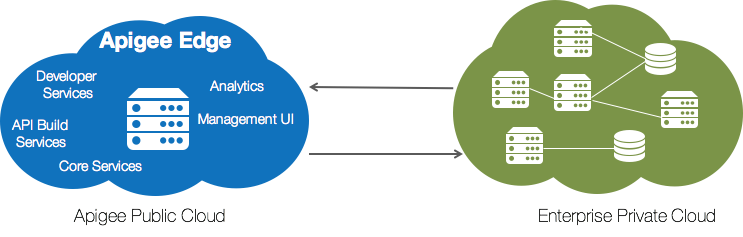 Apigee Edge
Developer
Services
Analytics
API Build
Services
Management UI
Core Services
Apigee Public Cloud
Enterprise Private Cloud